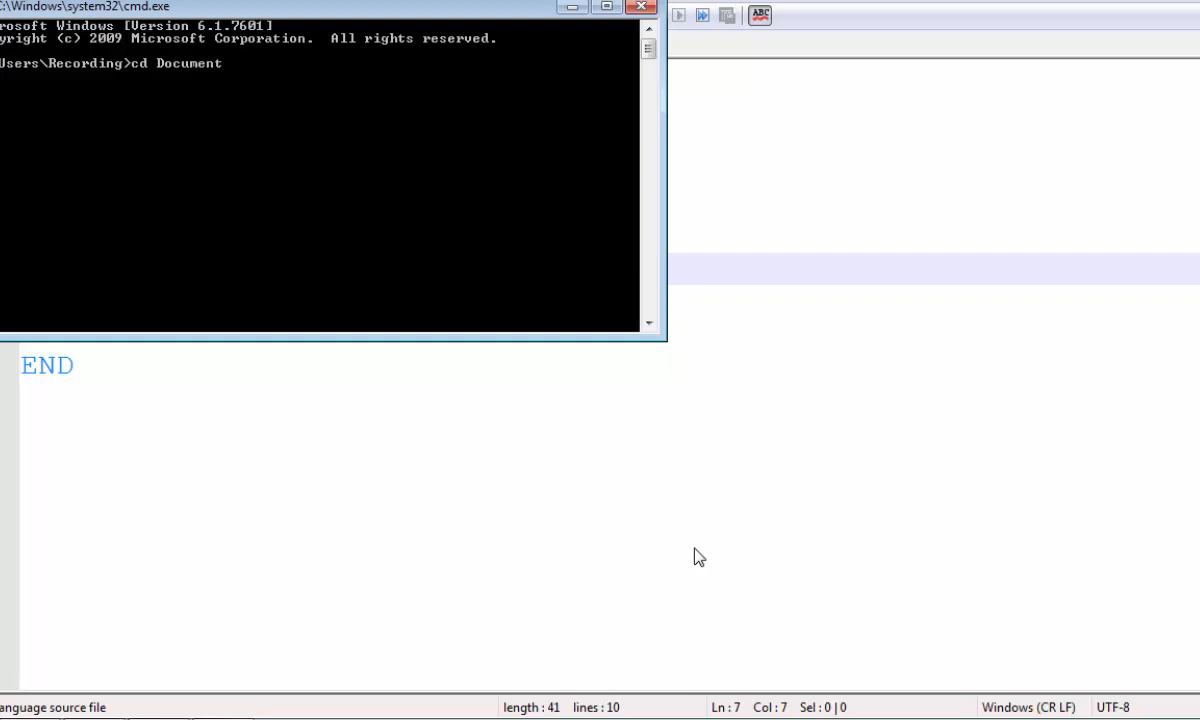 C:\Windows\system32\cmd.exe
ABC
rosoft Windows [Version 6.1.7601]
yright (c) 2009 Microsoft Corporation.  All rights reserved.
Users\Recording>cd Document
END
anguage source file
length : 41
lines : 10
Ln : 7
Col : 7
Sel : 0 | 0
Windows (CR LF)
UTF-8